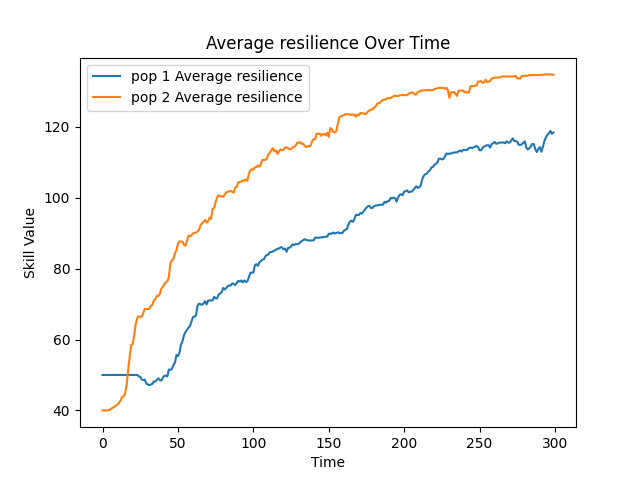 Average resilience Over Time
pop 1 Average resilience
pop 2 Average resilience
Skill Value
120
100
80
60
40
0 50 100 150 200 250 300
Time